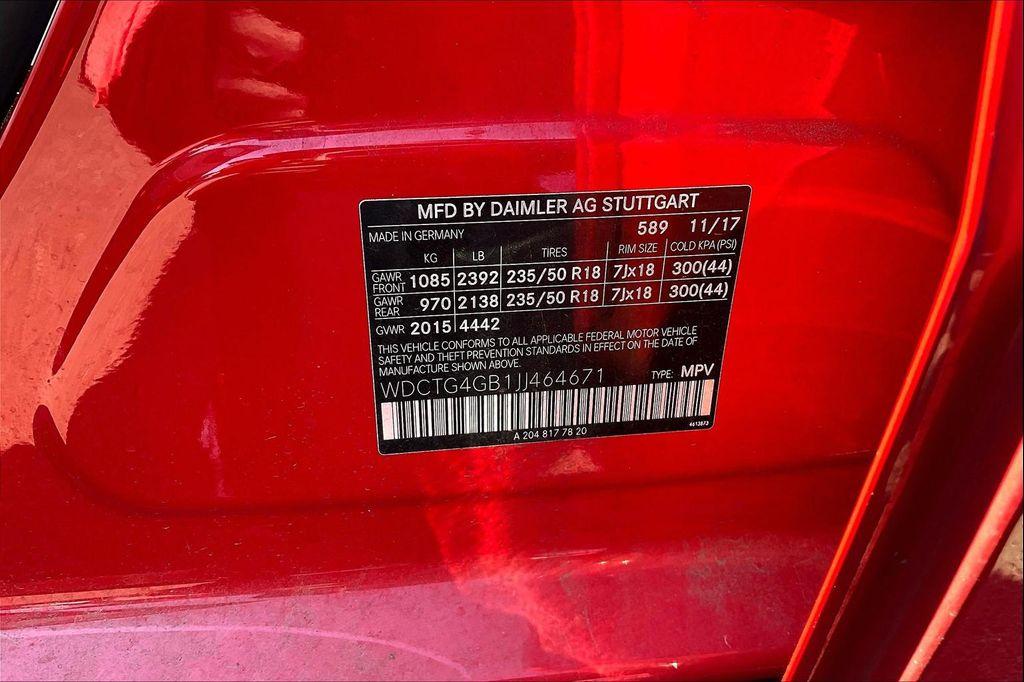 MFD BY DAIMLER AG STUTTGART
MADE IN GERMANY 589 11/17
KG LB TIRES RIM SIZE COLD KPA (PSI)
GAWR FRONT 1085 2392 235/50 R18 7Jx18 300(44)
GAWR REAR 970 2138 235/50 R18 7Jx18 300(44)
GVWR 2015 4442
THIS VEHICLE CONFORMS TO ALL APPLICABLE FEDERAL MOTOR VEHICLE
SAFETY AND THEFT PREVENTION STANDARDS IN EFFECT ON THE DATE OF
MANUFACTURE SHOWN ABOVE.
WDCTG4GB1JJ464671 TYPE: MPV
A 204 817 78 20 4613873